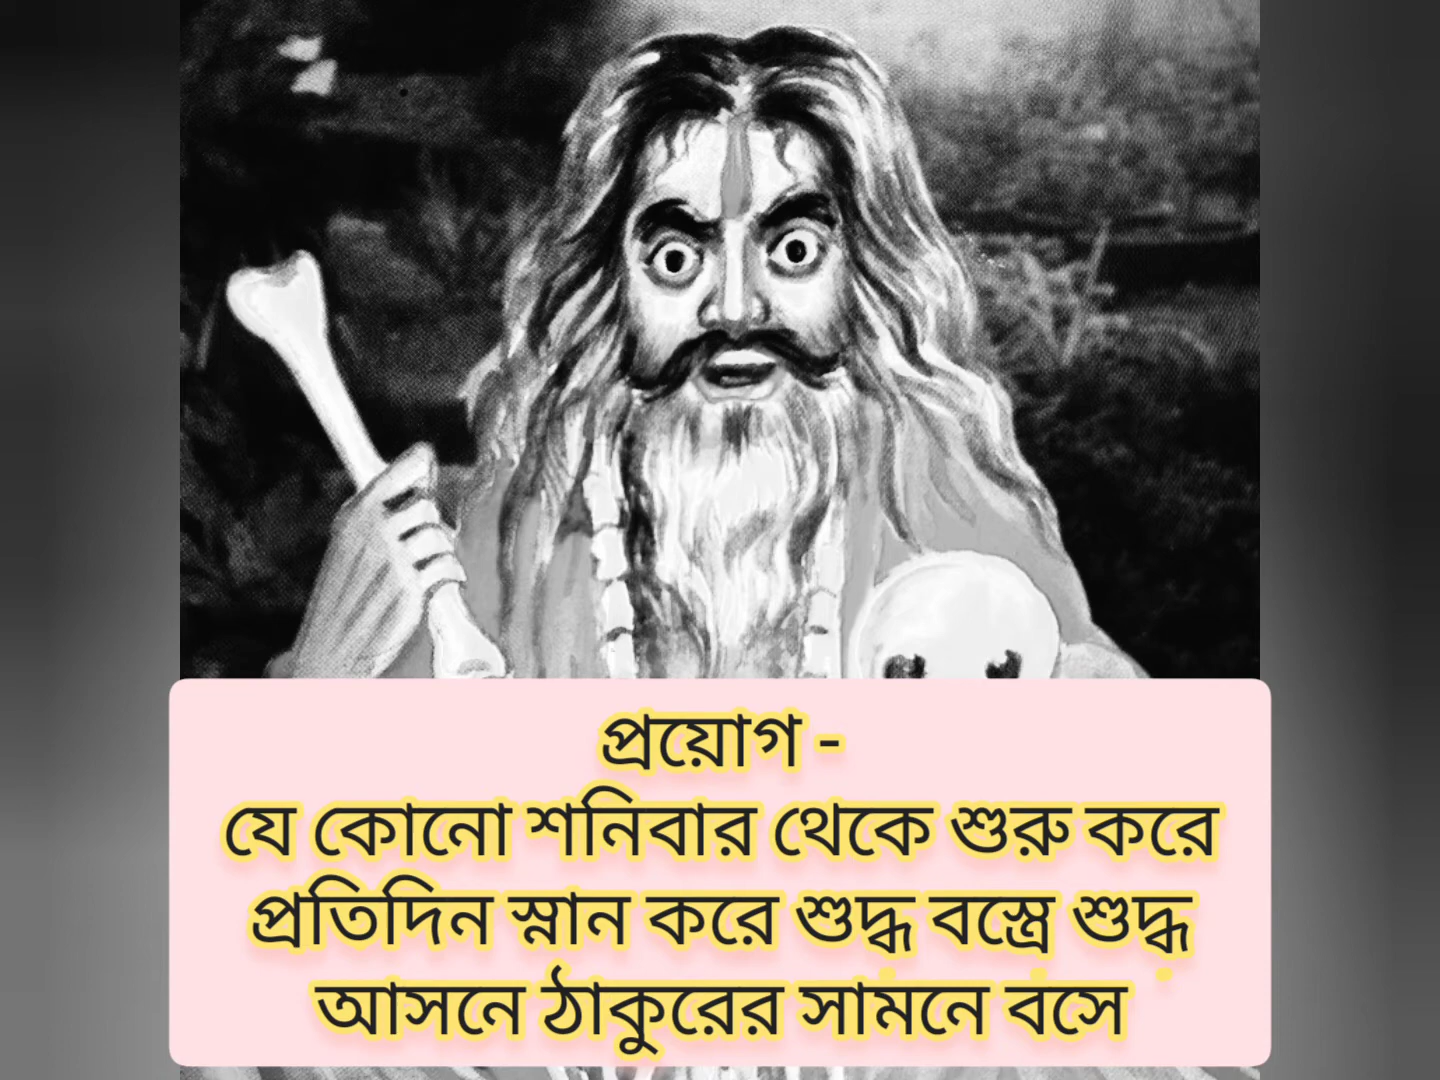 প্রয়োগ -
যে কোনো শনিবার থেকে শুরু করে
প্রতিদিন স্নান করে শুদ্ধ বস্ত্রে শুদ্ধ
আসনে ঠাকুরের সামনে বসে